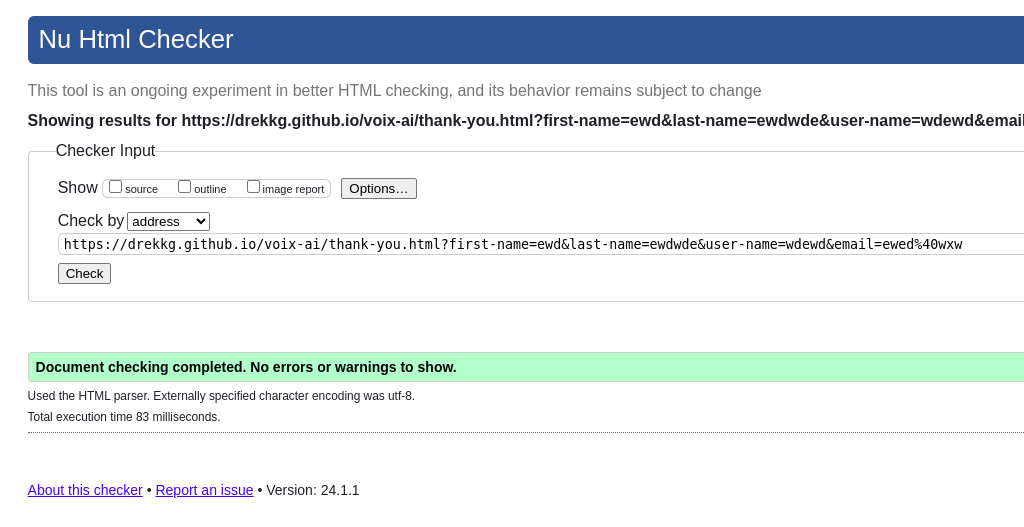 Nu Html Checker
This tool is an ongoing experiment in better HTML checking, and its behavior remains subject to change
Showing results for https://drekkg.github.io/voix-ai/thank-you.html?first-name=ewd&last-name=ewdwde&user-name=wdewd&email
Checker Input
Show source outline image report Options…
Check by address
https://drekkg.github.io/voix-ai/thank-you.html?first-name=ewd&last-name=ewdwde&user-name=wdewd&email=ewed%40wxw
Check
Document checking completed. No errors or warnings to show.
Used the HTML parser. Externally specified character encoding was utf-8.
Total execution time 83 milliseconds.
About this checker • Report an issue • Version: 24.1.1